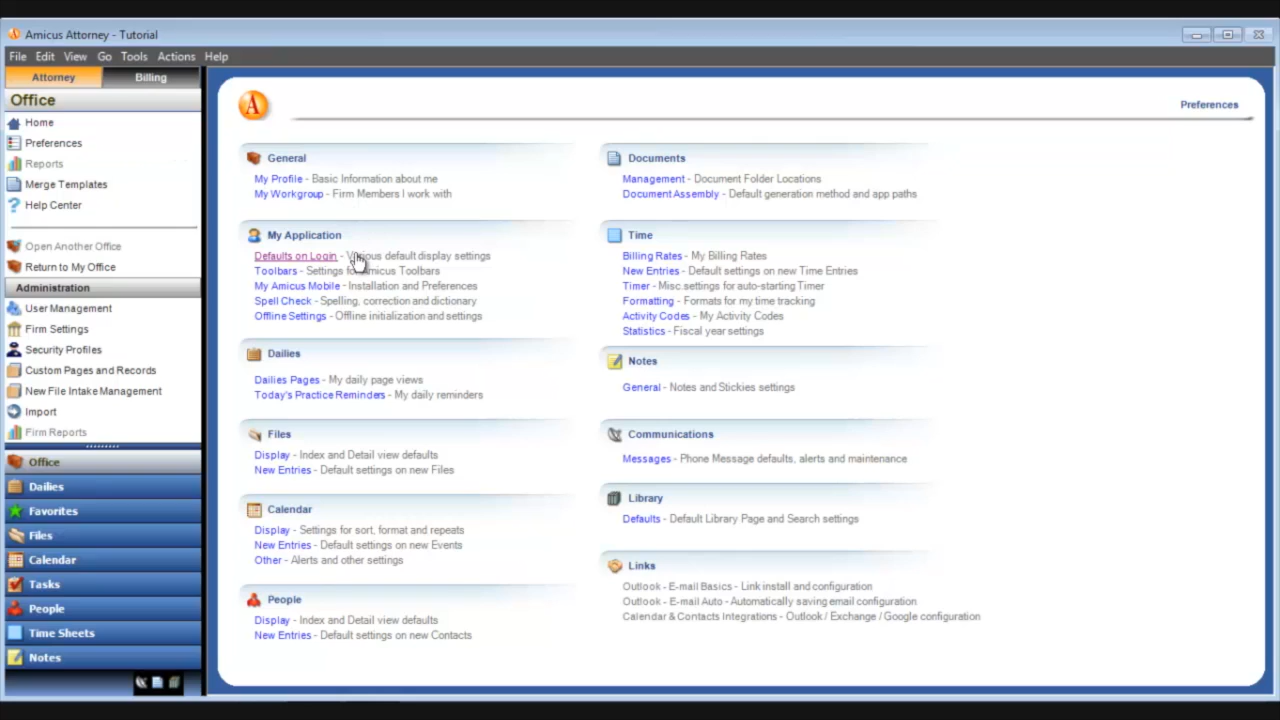 Amicus Attorney - Tutorial
File Edit View Go Tools Actions Help
Attorney Billing
Office
Home
Preferences
Reports
Merge Templates
Help Center
Open Another Office
Return to My Office
Administration
User Management
Firm Settings
Security Profiles
Custom Pages and Records
New File Intake Management
Import
Firm Reports
Office
Dailies
Favorites
Files
Calendar
Tasks
People
Time Sheets
Notes
A
Preferences
General
My Profile - Basic Information about me
My Workgroup - Firm Members I work with
My Application
Defaults on Login - Various default display settings
Toolbars - Settings for Amicus Toolbars
My Amicus Mobile - Installation and Preferences
Spell Check - Spelling, correction and dictionary
Offline Settings - Offline initialization and settings
Dailies
Dailies Pages - My daily page views
Today's Practice Reminders - My daily reminders
Files
Display - Index and Detail view defaults
New Entries - Default settings on new Files
Calendar
Display - Settings for sort, format and repeats
New Entries - Default settings on new Events
Other - Alerts and other settings
People
Display - Index and Detail view defaults
New Entries - Default settings on new Contacts
Documents
Management - Document Folder Locations
Document Assembly - Default generation method and app paths
Time
Billing Rates - My Billing Rates
New Entries - Default settings on new Time Entries
Timer - Misc.settings for auto-starting Timer
Formatting - Formats for my time tracking
Activity Codes - My Activity Codes
Statistics - Fiscal year settings
Notes
General - Notes and Stickies settings
Communications
Messages - Phone Message defaults, alerts and maintenance
Library
Defaults - Default Library Page and Search settings
Links
Outlook - E-mail Basics - Link install and configuration
Outlook - E-mail Auto - Automatically saving email configuration
Calendar & Contacts Integrations - Outlook / Exchange / Google configuration